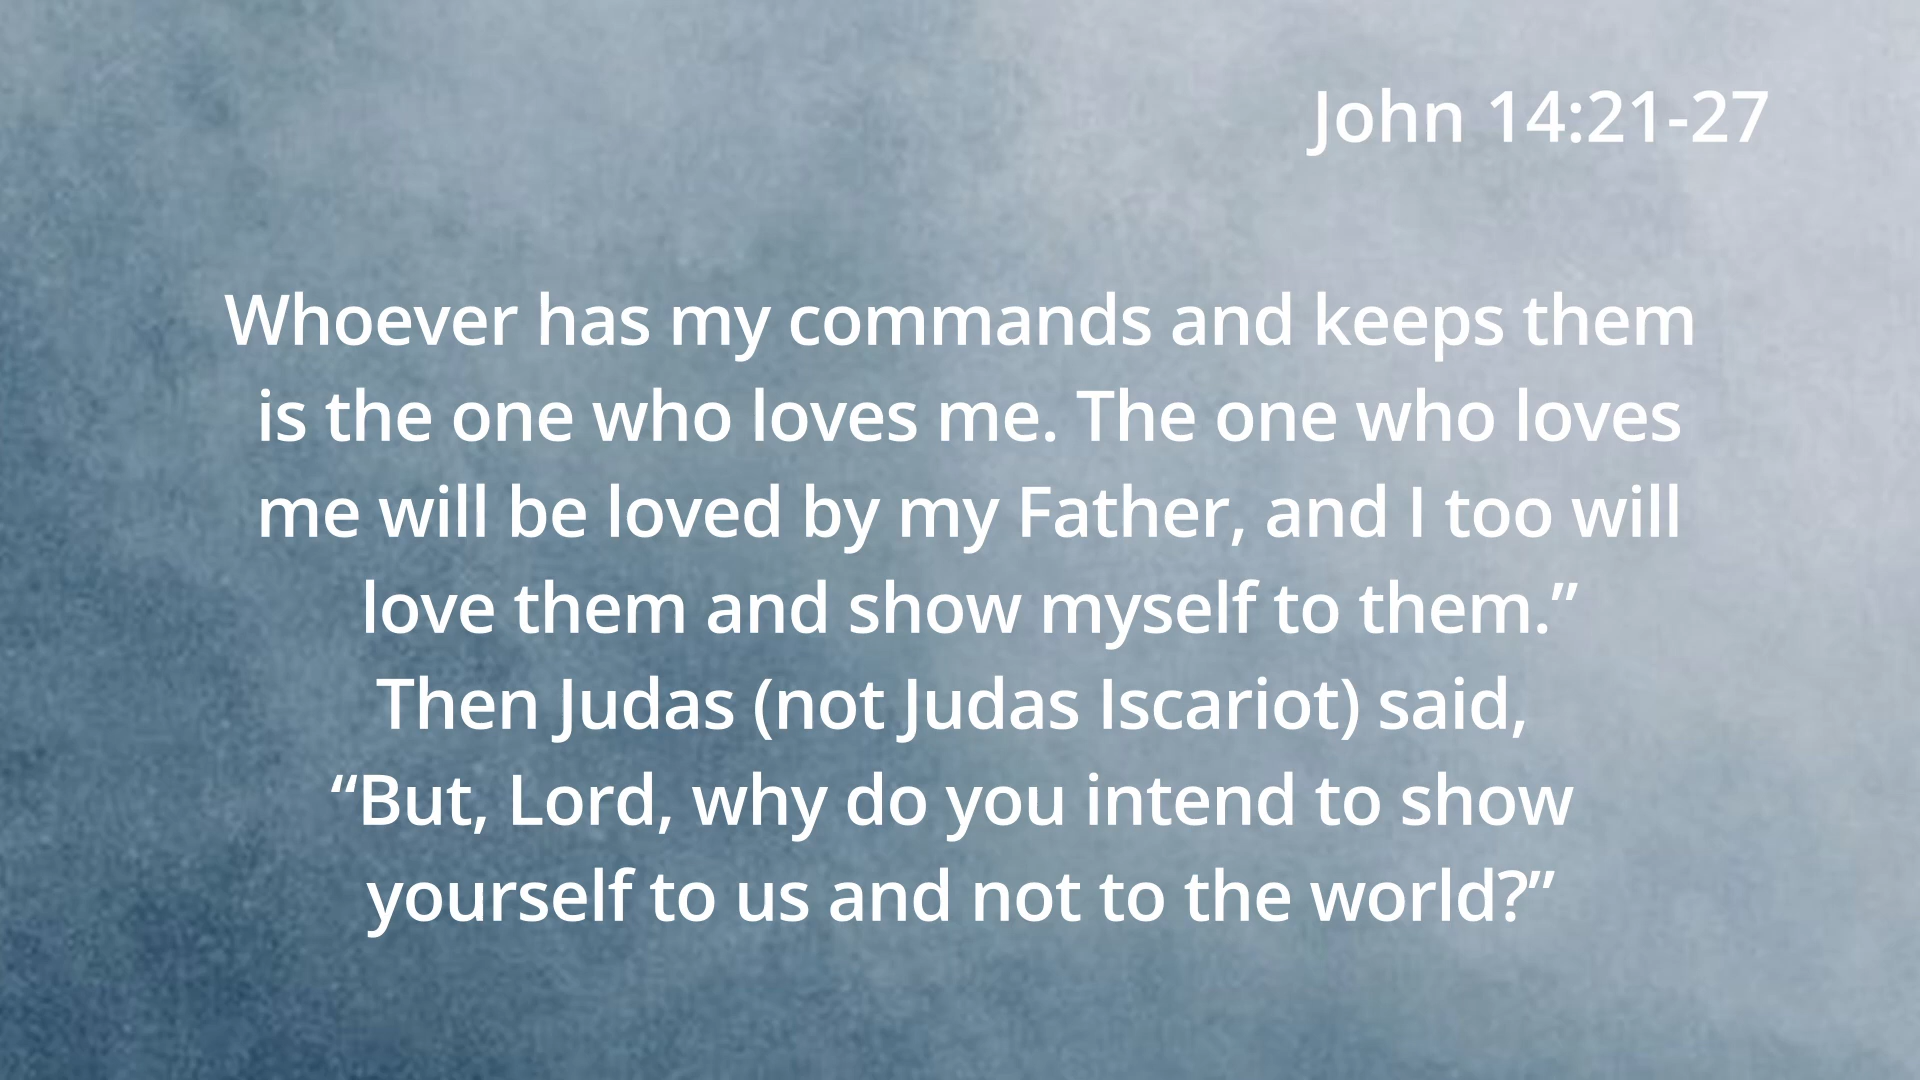 John 14:21-27
Whoever has my commands and keeps them
is the one who loves me. The one who loves
me will be loved by my Father, and I too will
love them and show myself to them.”
Then Judas (not Judas Iscariot) said,
“But, Lord, why do you intend to show
yourself to us and not to the world?”